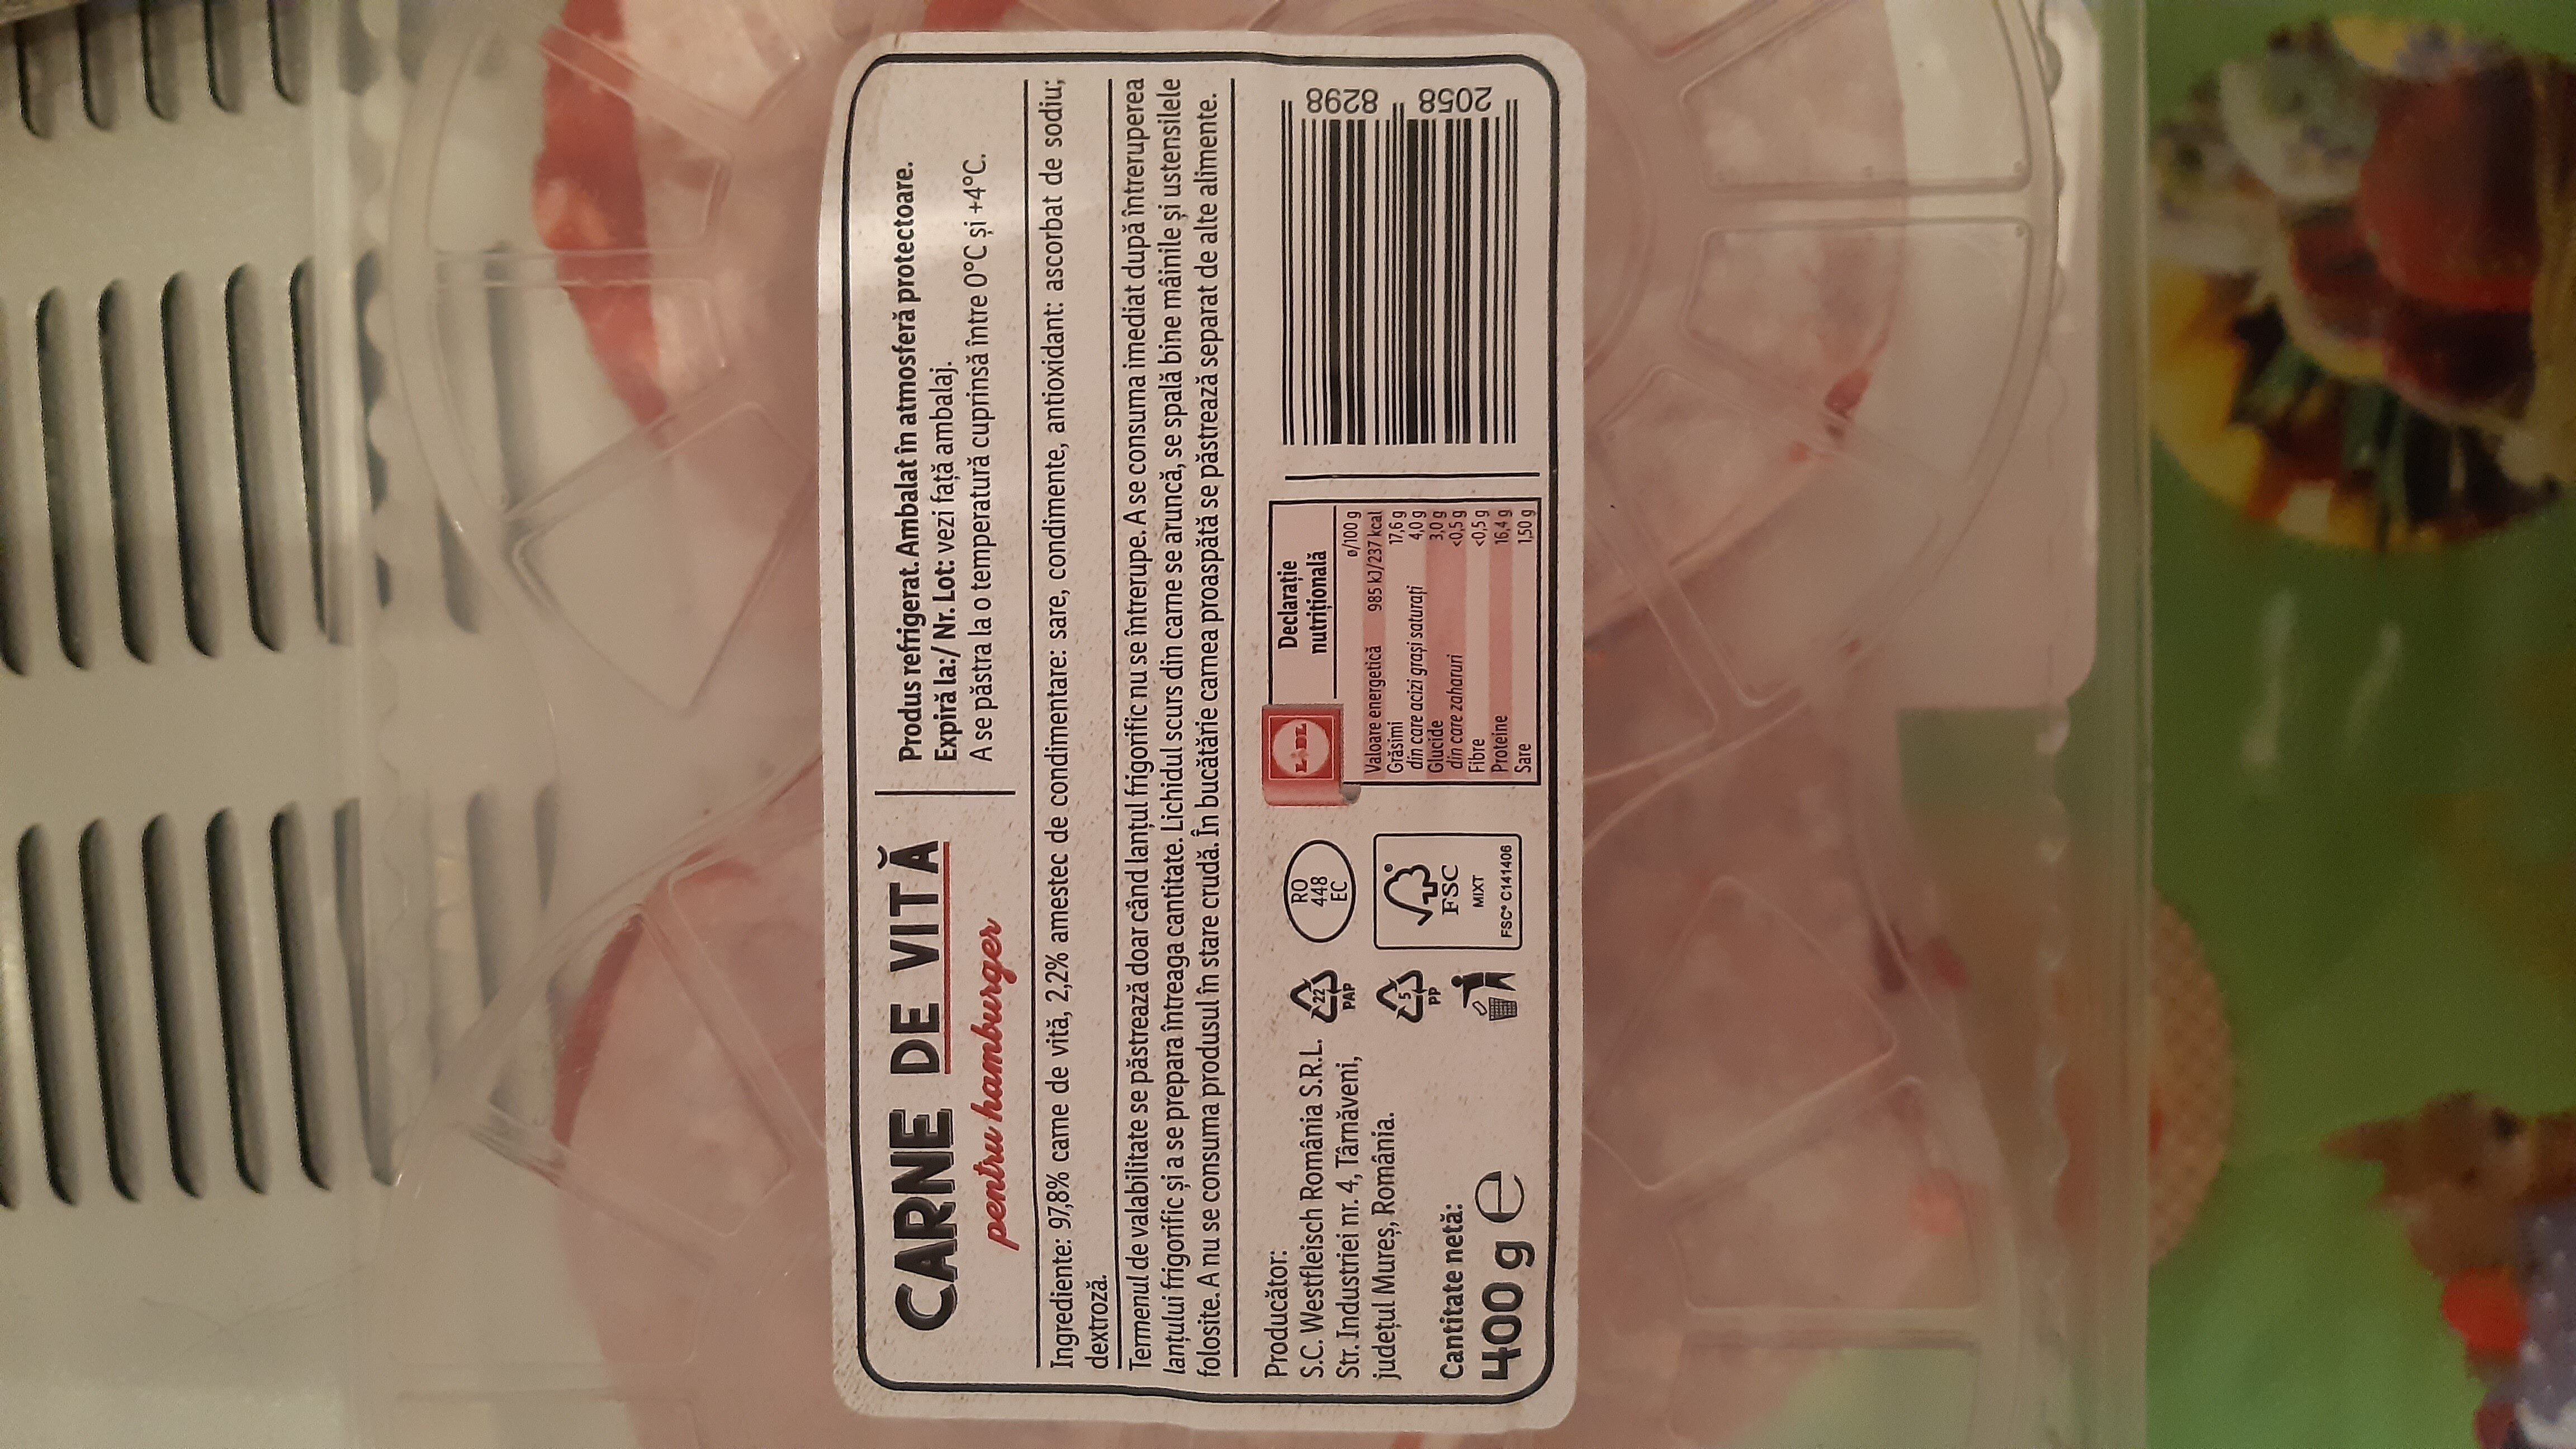 CARNE DE VITĂ
pentru hamburger
Produs refrigerat. Ambalat în atmosferă protectoare.
Expiră la:/ Nr. Lot: vezi față ambalaj.
A se păstra la o temperatură cuprinsă între 0°C și +4°C.
Ingrediente: 97,8% carne de vită, 2,2% amestec de condimentare: sare, condimente, antioxidant: ascorbat de sodiu;
dextroză.
Termenul de valabilitate se păstrează doar când lanțul frigorific nu se întrerupe. A se consuma imediat după întreruperea
lanțului frigorific și a se prepara întreaga cantitate. Lichidul scurs din carne se aruncă, se spală bine mâinile și ustensilele
folosite. A nu se consuma produsul în stare crudă. În bucătărie carnea proaspătă se păstrează separat de alte alimente.
Producător:
S.C. Westfleisch România S.R.L.
Str. Industriei nr. 4, Târnăveni,
județul Mureș, România.
Cantitate netă:
400 g e
22
PAP
5
PP
RO
448
EC
FSC
MIXT
FSC® C141406
LIDL
Declarație
nutrițională
ø/100 g
Valoare energetică 985 kJ/237 kcal
Grăsimi 17,6 g
din care acizi grași saturați 4,0 g
Glucide 3,0 g
din care zaharuri <0,5 g
Fibre <0,5 g
Proteine 16,4 g
Sare 1,50 g
2058 8298